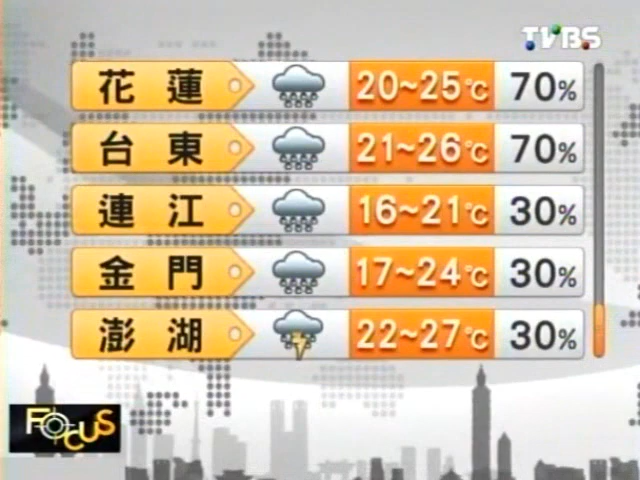 TVBS
花蓮 20~25℃ 70%
台東 21~26℃ 70%
連江 16~21℃ 30%
金門 17~24℃ 30%
澎湖 22~27℃ 30%
FOCUS